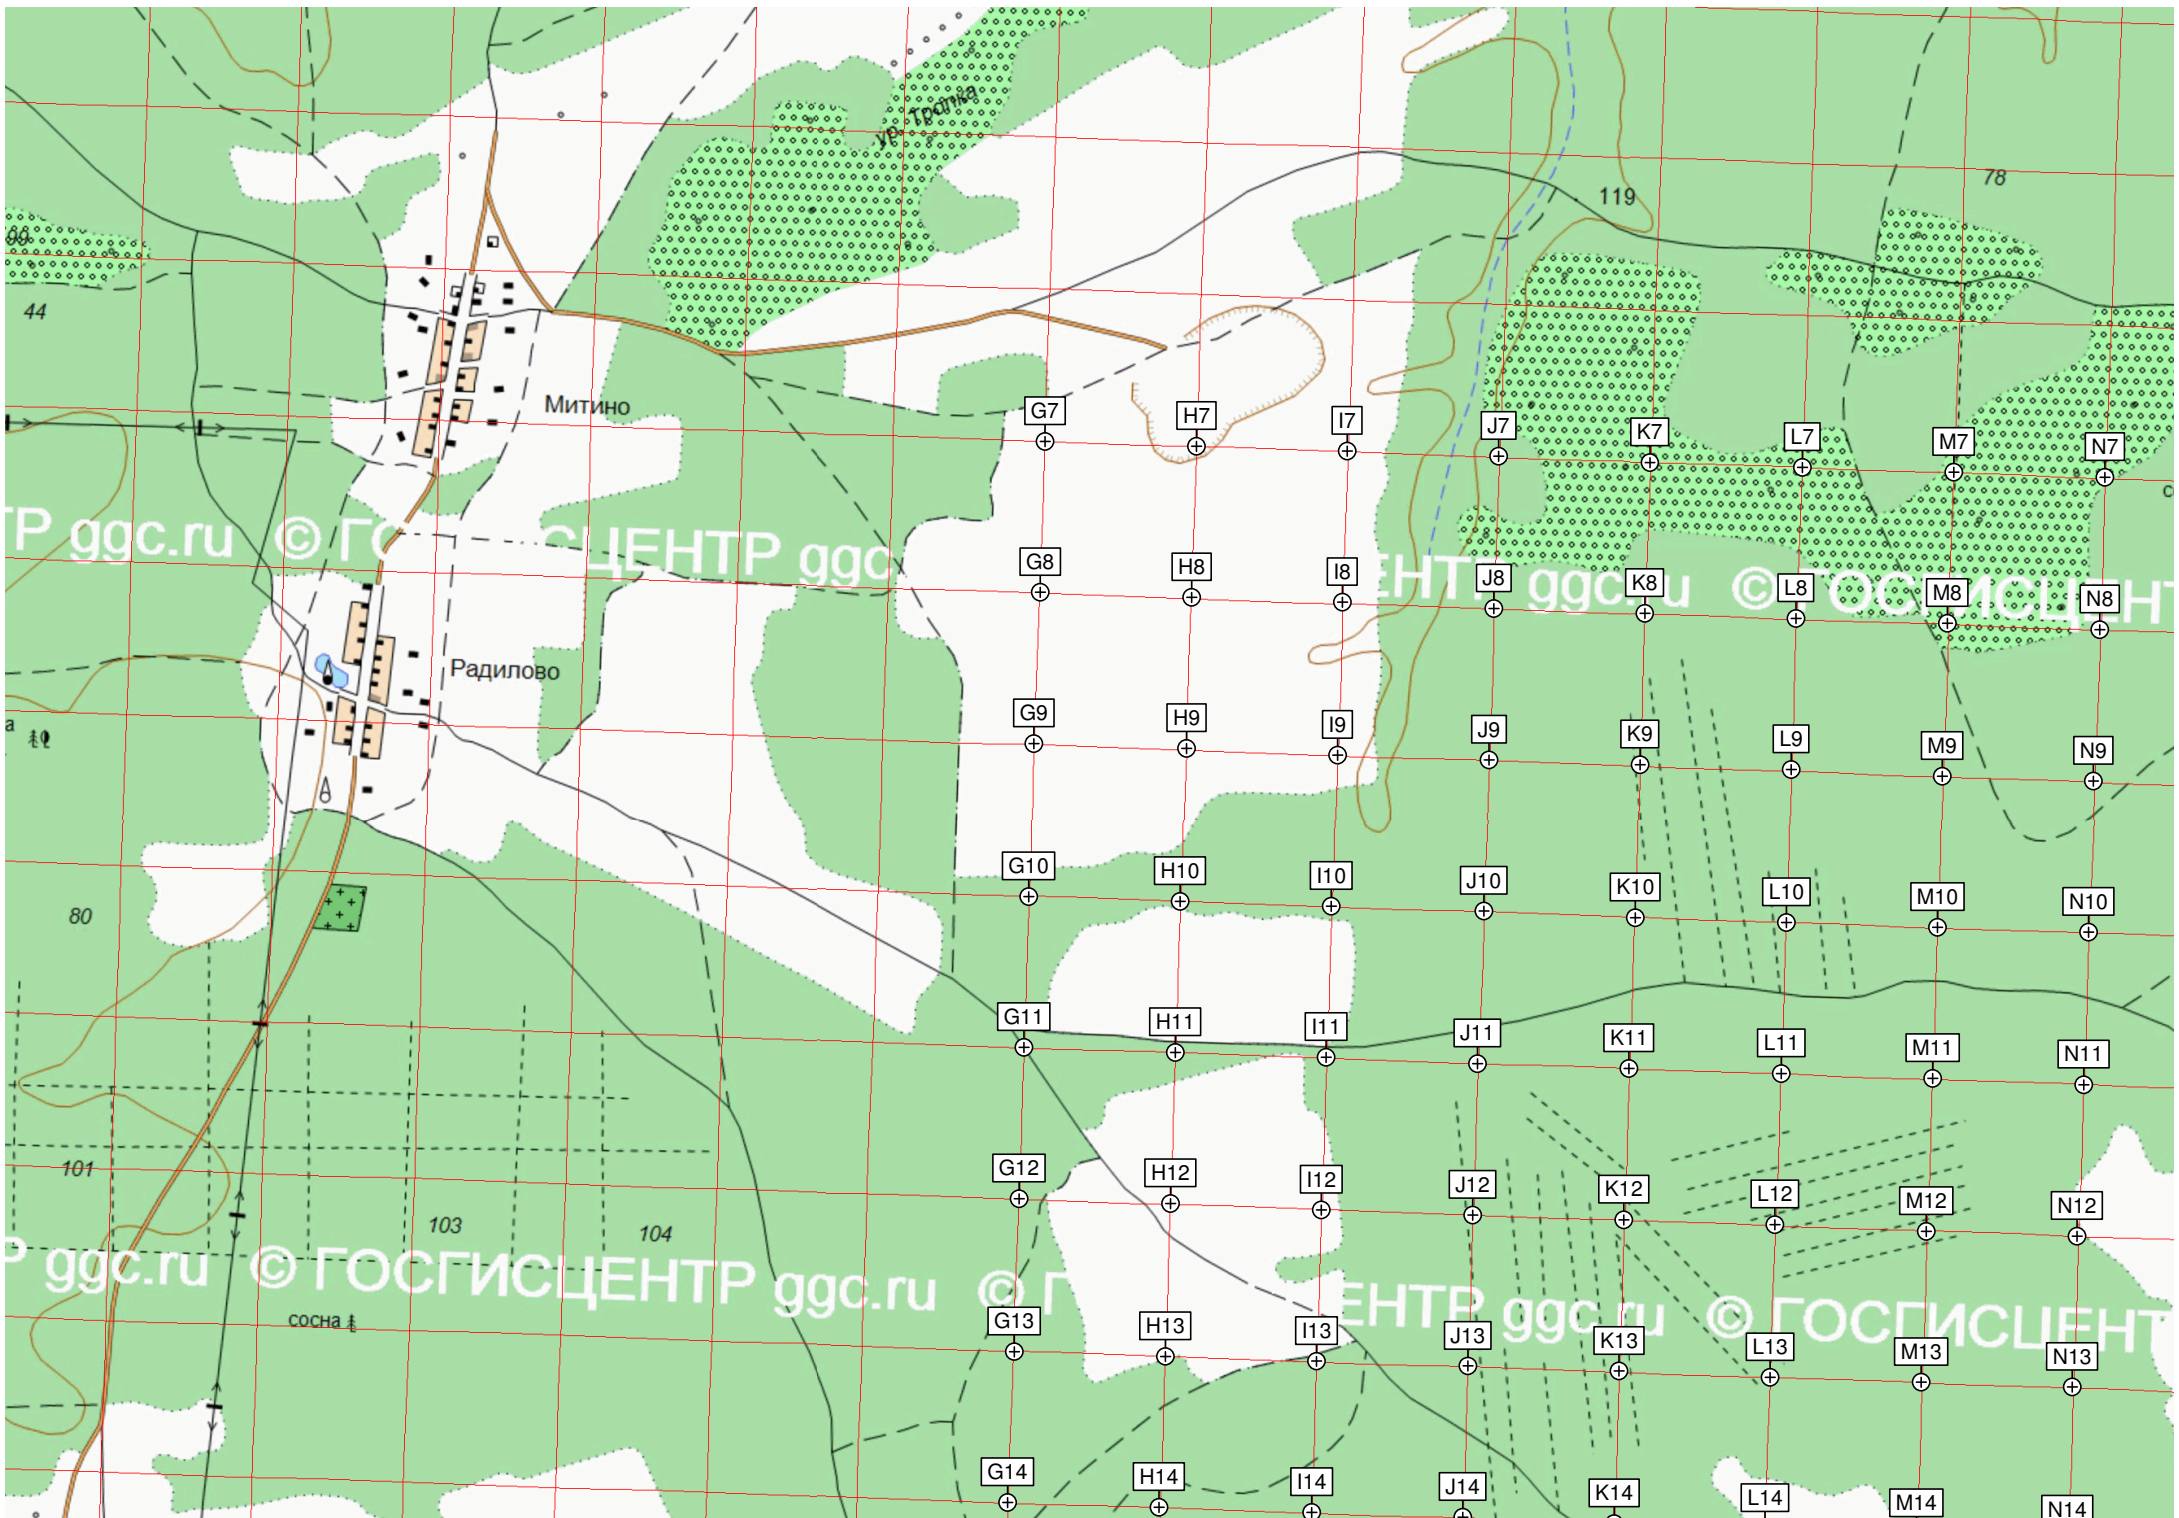 ур. Тропка
119
78
99
44
Митино
G7 H7 I7 J7 K7 L7 M7 N7
с
ТР ggc.ru © ГОСГИСЦЕНТР ggc ЕНТР ggc.ru © ГОСГИСЦЕНТ
G8 H8 I8 J8 K8 L8 M8 N8
Радилово
а
G9 H9 I9 J9 K9 L9 M9 N9
G10 H10 I10 J10 K10 L10 M10 N10
80
G11 H11 I11 J11 K11 L11 M11 N11
101
G12 H12 I12 J12 K12 L12 M12 N12
103
104
Р ggc.ru © ГОСГИСЦЕНТР ggc.ru © Г ЕНТР ggc.ru © ГОСГИСЦЕНТ
сосна
G13 H13 I13 J13 K13 L13 M13 N13
G14 H14 I14 J14 K14 L14 M14 N14